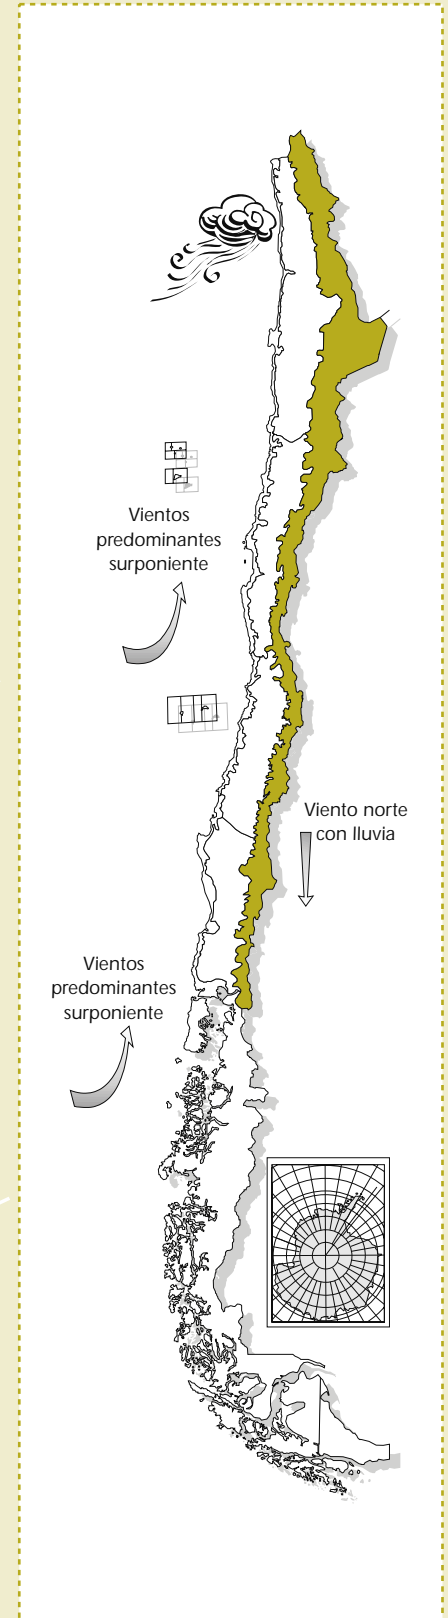 Vientos
predominantes
surponiente
Viento norte
con lluvia
Vientos
predominantes
surponiente